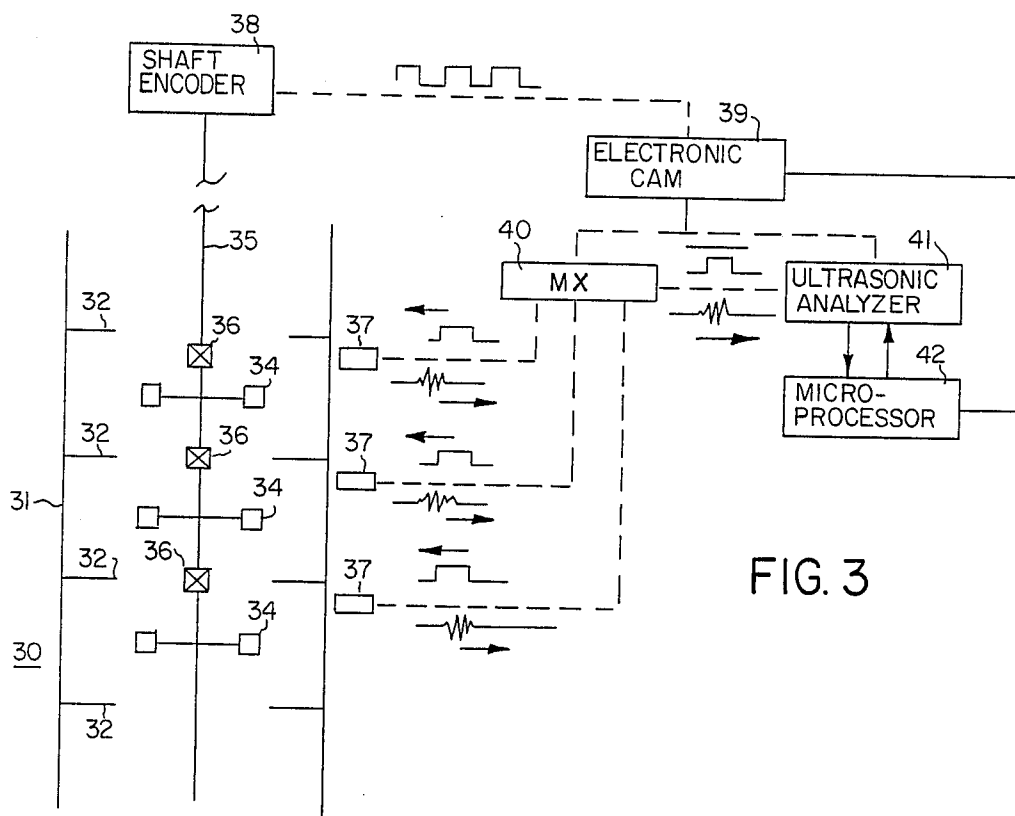 38
SHAFT
ENCODER
39
ELECTRONIC
CAM
35
40
MX
41
ULTRASONIC
ANALYZER
32
36
37
34
42
MICRO-
PROCESSOR
32
36
37
31
34
32
36
37
FIG. 3
34
30
32